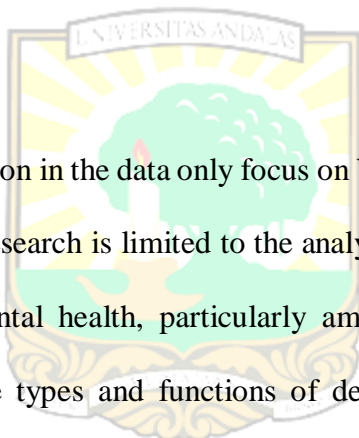 UNIVERSITAS ANDALAS
on in the data only focus on
search is limited to the analy
ntal health, particularly am
e types and functions of de